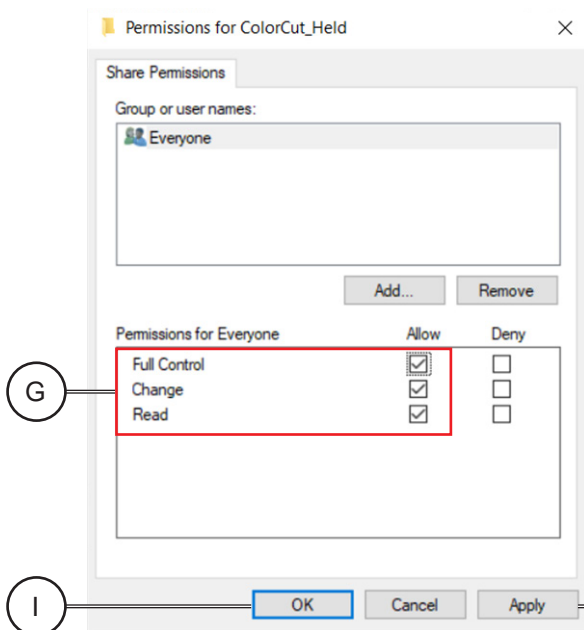 Permissions for ColorCut_Held
Share Permissions
Group or user names:
Everyone
Add... Remove
Permissions for Everyone Allow Deny
Full Control
G Change
Read
I OK Cancel Apply